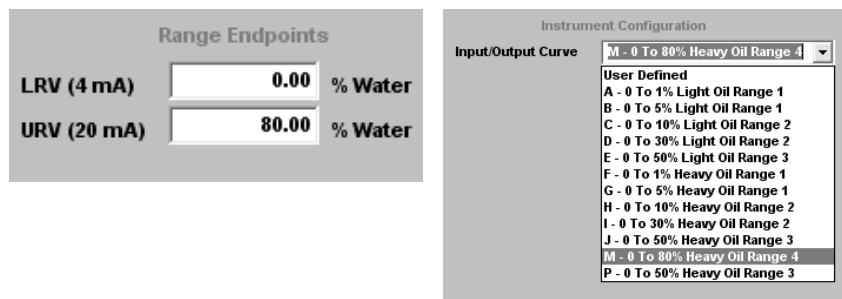 Range Endpoints
LRV (4 mA) 0.00 % Water
URV (20 mA) 80.00 % Water
Instrument Configuration
Input/Output Curve M - 0 To 80% Heavy Oil Range 4
User Defined
A - 0 To 1% Light Oil Range 1
B - 0 To 5% Light Oil Range 1
C - 0 To 10% Light Oil Range 2
D - 0 To 30% Light Oil Range 2
E - 0 To 50% Light Oil Range 3
F - 0 To 1% Heavy Oil Range 1
G - 0 To 5% Heavy Oil Range 1
H - 0 To 10% Heavy Oil Range 2
I - 0 To 30% Heavy Oil Range 2
J - 0 To 50% Heavy Oil Range 3
M - 0 To 80% Heavy Oil Range 4
P - 0 To 50% Heavy Oil Range 3